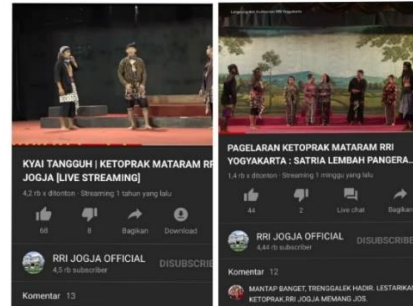 KYAI TANGGUH | KETOPRAK MATARAM RR
JOGJA [LIVE STREAMING]
4,2 rb x ditonton · Streaming 1 tahun yang lalu
68
8
Bagikan
Download
RRI JOGJA OFFICIAL
4,5 rb subscriber
DISUBSCRIBE
Komentar 13
PAGELARAN KETOPRAK MATARAM RRI
YOGYAKARTA : SATRIA LEMBAH PANGERA...
1,4 rb x ditonton · Streaming 1 minggu yang lalu
44
2
Live chat
Bagikan
RRI JOGJA OFFICIAL
4,44 rb subscriber
DISUBSCRIBE
Komentar 12
MANTAP BANGET, TRENGGALEK HADIR. LESTARIKAN
KETOPRAK.RRI JOGJA MEMANG JOS.